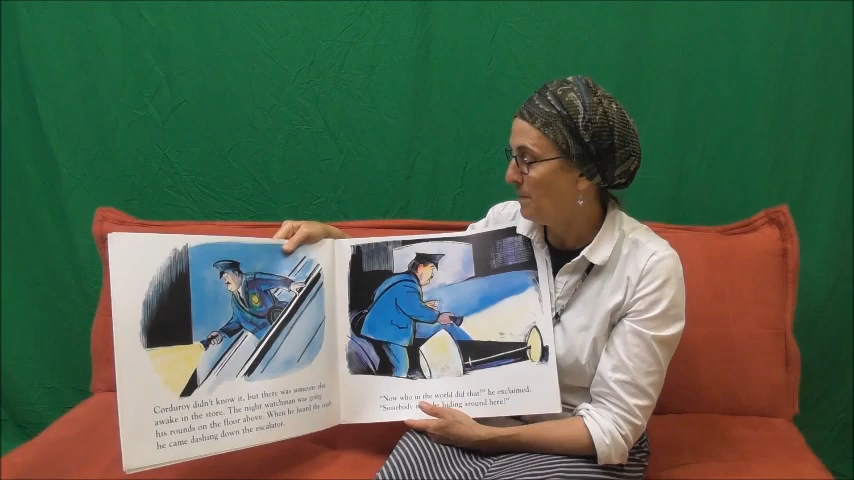 Corduroy didn't know it, but there was someone else
awake in the store. The night watchman was going
his rounds on the floor above. When he heard the crash
he came dashing down the escalator.
"Now who in the world did that!" he exclaimed.
"Somebody hiding around here!"